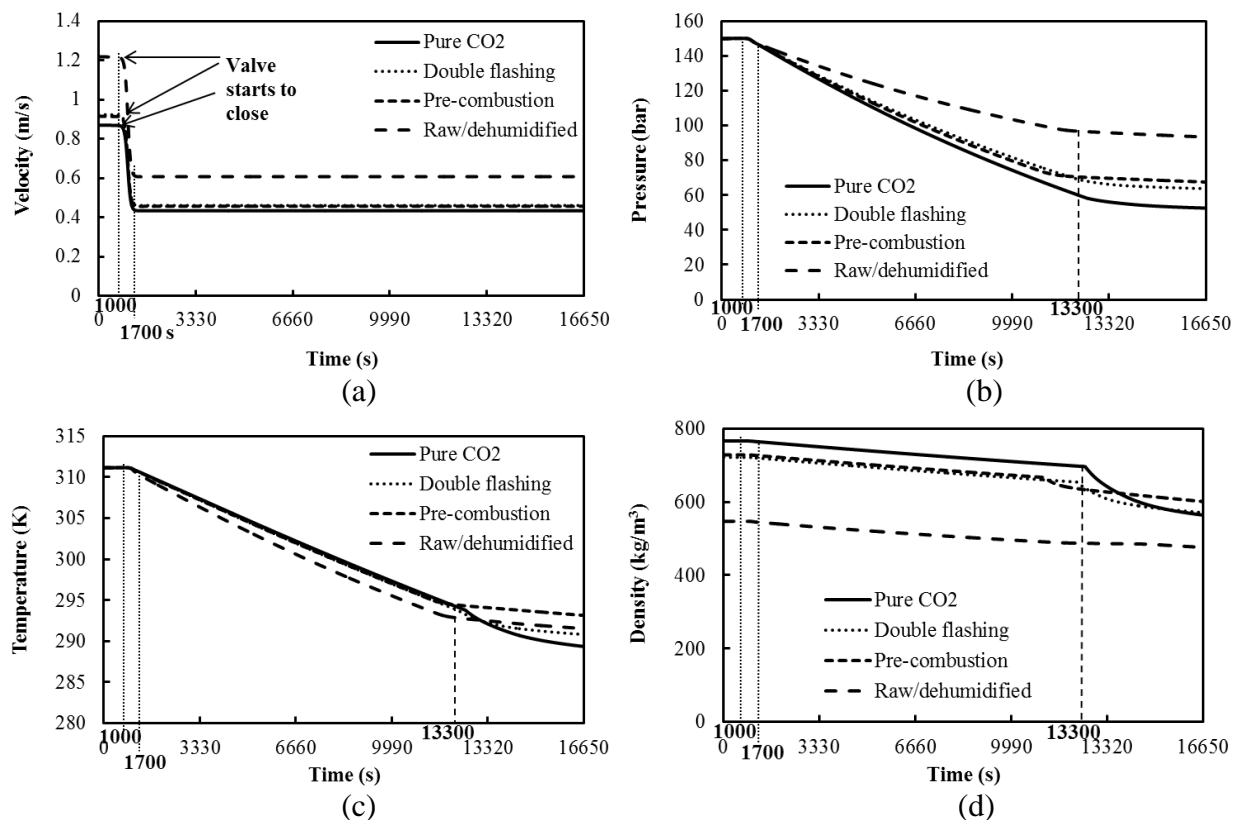 1.4
1.2
1
0.8
0.6
0.4
0.2
0
Velocity (m/s)
Pure CO2
Double flashing
Pre-combustion
Raw/dehumidified
Valve
starts to
close
1000
0 3330 6660 9990 13320 16650
1700 s
Time (s)
(a)
160
140
120
100
80
60
40
20
0
Pressure (bar)
Pure CO2
Double flashing
Pre-combustion
Raw/dehumidified
1000
13300
0 3330 6660 9990 13320 16650
1700
Time (s)
(b)
315
310
305
300
295
290
285
280
Temperature (K)
Pure CO2
Double flashing
Pre-combustion
Raw/dehumidified
1000
13300
0 3330 6660 9990 13320 16650
1700
Time (s)
(c)
800
600
400
200
0
Density (kg/m³)
Pure CO2
Double flashing
Pre-combustion
Raw/dehumidified
1000
13300
0 3330 6660 9990 13320 16650
1700
Time (s)
(d)